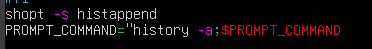 shopt -s histappend
PROMPT_COMMAND="history -a;$PROMPT_COMMAND